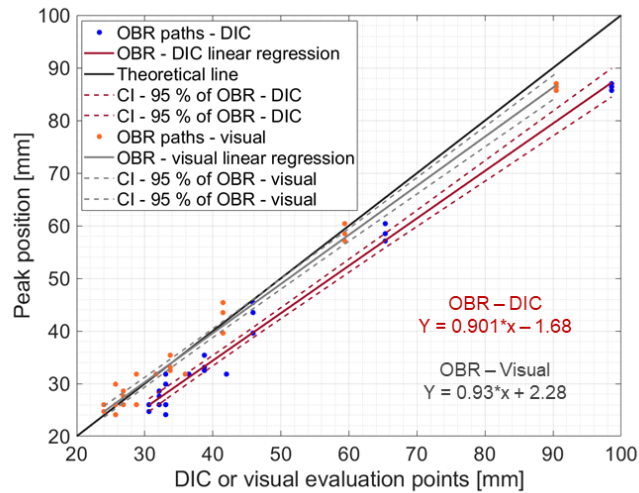 100
90
80
70
60
50
40
30
20
Peak position [mm]
OBR paths - DIC
OBR - DIC linear regression
Theoretical line
CI - 95 % of OBR - DIC
CI - 95 % of OBR - DIC
OBR paths - visual
OBR - visual linear regression
CI - 95 % of OBR - visual
CI - 95 % of OBR - visual
OBR – DIC
Y = 0.901*x – 1.68
OBR – Visual
Y = 0.93*x + 2.28
20 30 40 50 60 70 80 90 100
DIC or visual evaluation points [mm]